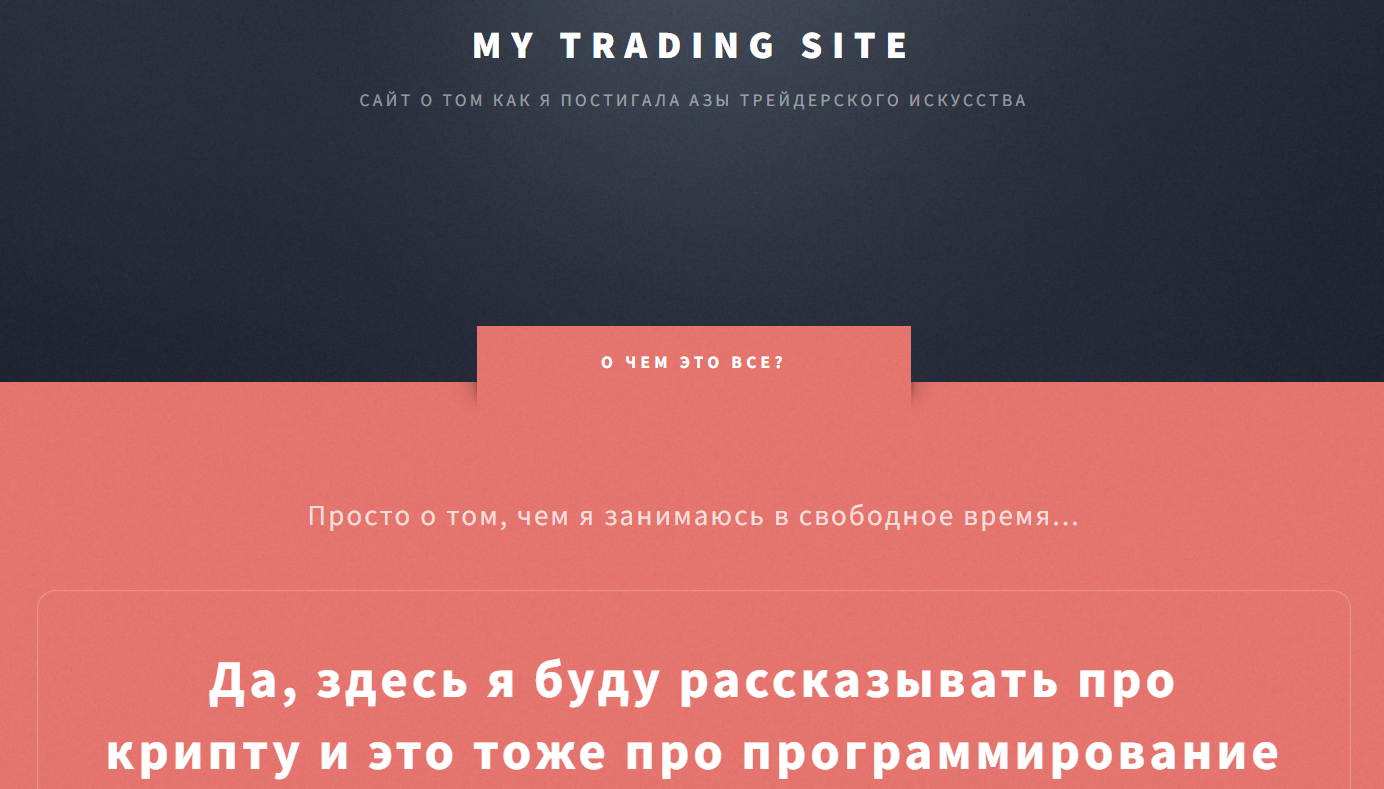 MY TRADING SITE
САЙТ О ТОМ КАК Я ПОСТИГАЛА АЗЫ ТРЕЙДЕРСКОГО ИСКУССТВА
О ЧЕМ ЭТО ВСЕ?
Просто о том, чем я занимаюсь в свободное время...
Да, здесь я буду рассказывать про
крипту и это тоже про программирование